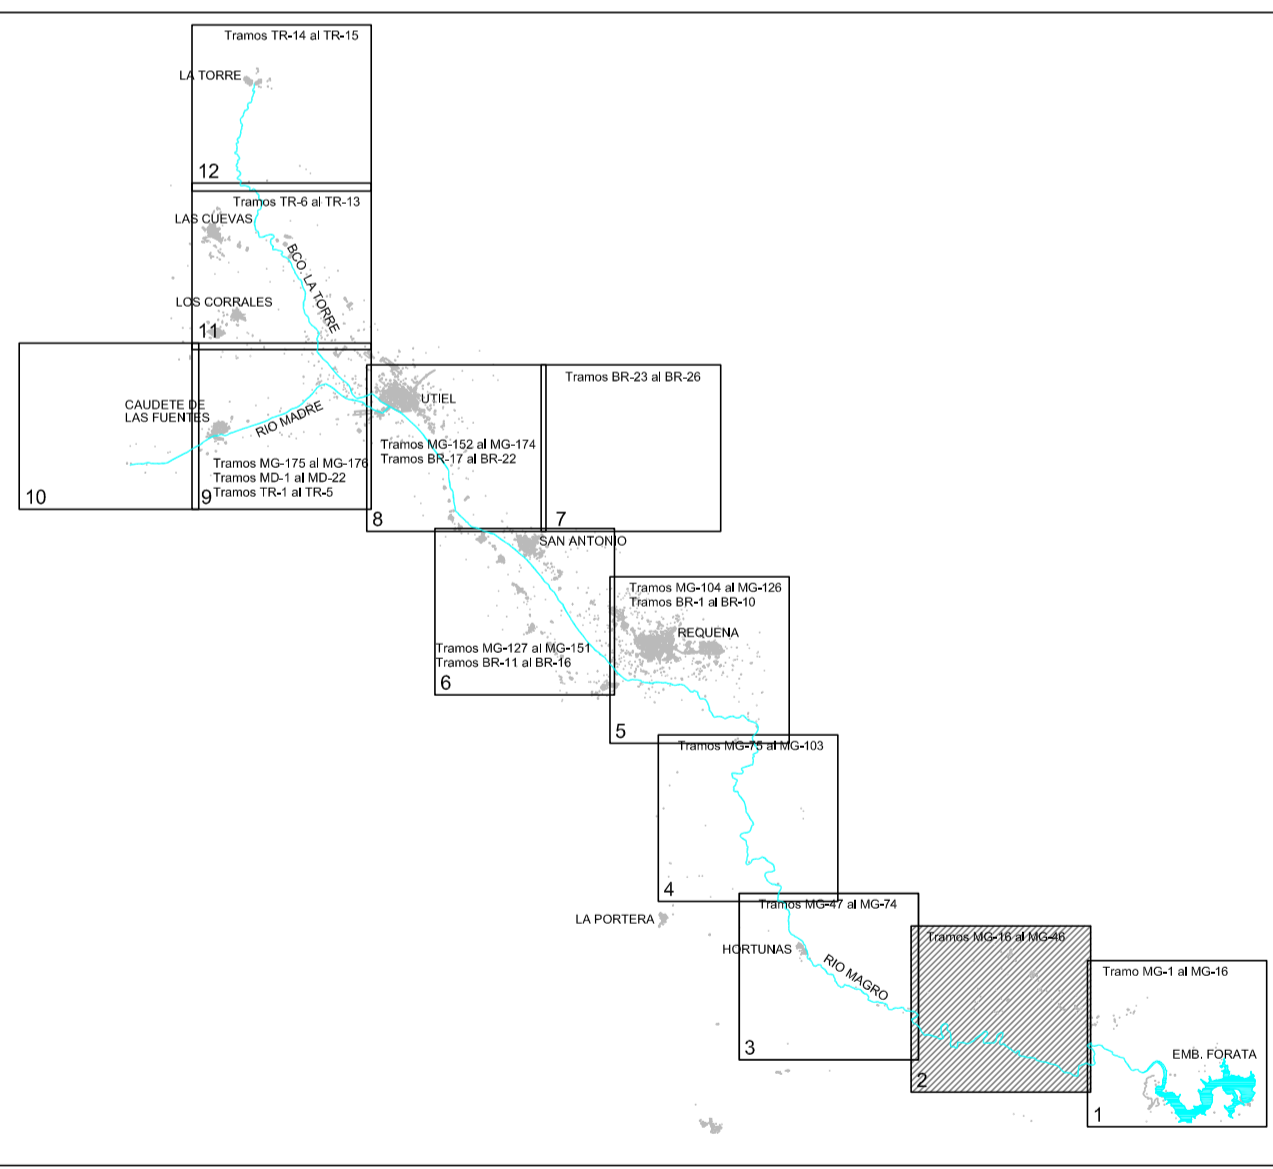 Tramos TR-14 al TR-15
LA TORRE
12
Tramos TR-6 al TR-13
LAS CUEVAS
BCO. LA TORRE
LOS CORRALES
11
Tramos BR-23 al BR-26
CAUDETE DE
LAS FUENTES
RIO MADRE
UTIEL
Tramos MG-152 al MG-174
Tramos BR-17 al BR-22
Tramos MG-175 al MG-176
Tramos MD-1 al MD-22
Tramos TR-1 al TR-5
10
9
8
7
SAN ANTONIO
Tramos MG-104 al MG-126
Tramos BR-1 al BR-10
REQUENA
Tramos MG-127 al MG-151
Tramos BR-11 al BR-16
6
5
Tramos MG-75 al MG-103
4
Tramos MG-47 al MG-74
LA PORTERA
HORTUNAS
RIO MAGRO
Tramos MG-16 al MG-46
Tramo MG-1 al MG-16
3
EMB. FORATA
2
1